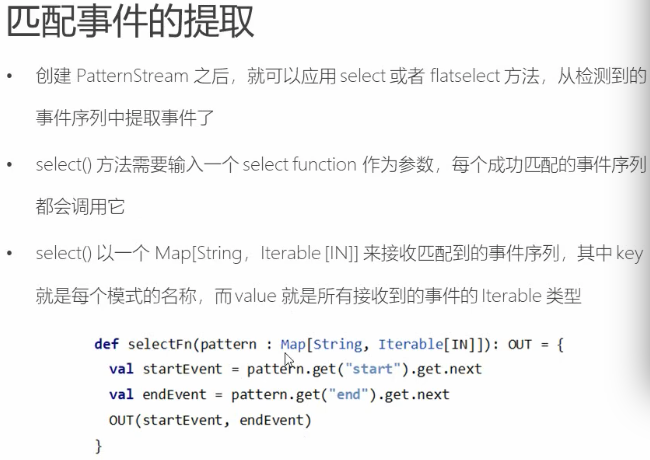 匹配事件的提取
• 创建 PatternStream 之后，就可以应用 select 或者 flatselect 方法，从检测到的
事件序列中提取事件了
• select() 方法需要输入一个 select function 作为参数，每个成功匹配的事件序列
都会调用它
• select() 以一个 Map[String，Iterable [IN]] 来接收匹配到的事件序列，其中 key
就是每个模式的名称，而 value 就是所有接收到的事件的 Iterable 类型
def selectFn(pattern : Map[String, Iterable[IN]]): OUT = {
val startEvent = pattern.get("start").get.next
val endEvent = pattern.get("end").get.next
OUT(startEvent, endEvent)
}